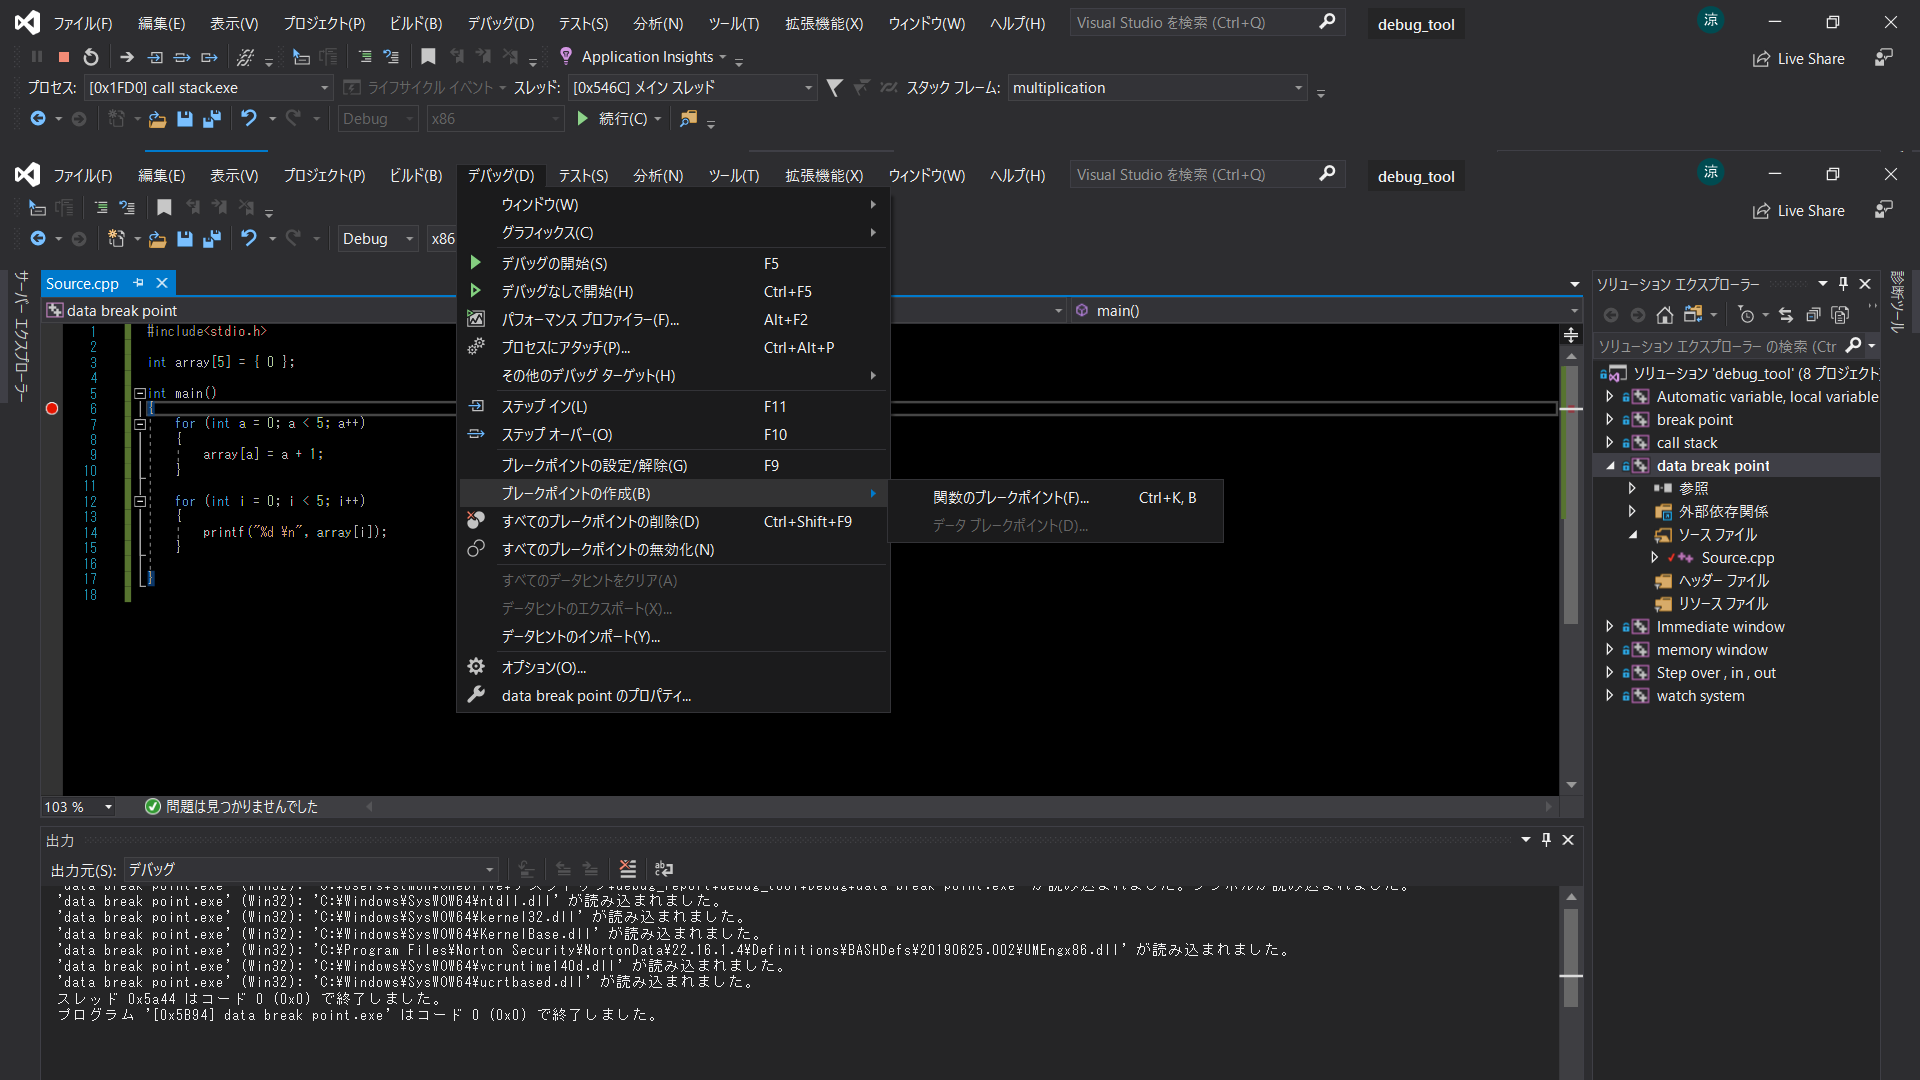 ファイル(F) 編集(E) 表示(V) プロジェクト(P) ビルド(B) デバッグ(D) テスト(S) 分析(N) ツール(T) 拡張機能(X) ウィンドウ(W) ヘルプ(H) Visual Studio を検索 (Ctrl+Q) debug_tool 涼
Application Insights Live Share
プロセス: [0x1FD0] call stack.exe ライフサイクル イベント スレッド: [0x546C] メイン スレッド スタック フレーム: multiplication
Debug x86 続行(C)
ファイル(F) 編集(E) 表示(V) プロジェクト(P) ビルド(B) デバッグ(D) テスト(S) 分析(N) ツール(T) 拡張機能(X) ウィンドウ(W) ヘルプ(H) Visual Studio を検索 (Ctrl+Q) debug_tool 涼
Live Share
Debug x86
ウィンドウ(W)
グラフィックス(C)
デバッグの開始(S) F5
デバッグなしで開始(H) Ctrl+F5
パフォーマンス プロファイラー(F)... Alt+F2
プロセスにアタッチ(P)... Ctrl+Alt+P
その他のデバッグ ターゲット(H)
ステップ イン(L) F11
ステップ オーバー(O) F10
ブレークポイントの設定/解除(G) F9
ブレークポイントの作成(B)
すべてのブレークポイントの削除(D) Ctrl+Shift+F9
すべてのブレークポイントの無効化(N)
すべてのデータヒントをクリア(A)
データヒントのエクスポート(X)...
データヒントのインポート(Y)...
オプション(O)...
data break point のプロパティ...
関数のブレークポイント(F)... Ctrl+K, B
データ ブレークポイント(D)...
サーバー エクスプローラー
Source.cpp
data break point
main()
1 #include<stdio.h>
2
3 int array[5] = { 0 };
4
5 int main()
6 {
7 for (int a = 0; a < 5; a++)
8 {
9 array[a] = a + 1;
10 }
11
12 for (int i = 0; i < 5; i++)
13 {
14 printf("%d ¥n", array[i]);
15 }
16
17 }
18
103 % 問題は見つかりませんでした
ソリューション エクスプローラー
ソリューション エクスプローラー の検索 (Ctr
ソリューション 'debug_tool' (8 プロジェクト
Automatic variable, local variable
break point
call stack
data break point
参照
外部依存関係
ソース ファイル
Source.cpp
ヘッダー ファイル
リソース ファイル
Immediate window
memory window
Step over , in , out
watch system
診断ツール
出力
出力元(S): デバッグ
'data break point.exe' (Win32): 'C:¥Windows¥SysWOW64¥ntdll.dll' が読み込まれました。
'data break point.exe' (Win32): 'C:¥Windows¥SysWOW64¥kernel32.dll' が読み込まれました。
'data break point.exe' (Win32): 'C:¥Windows¥SysWOW64¥KernelBase.dll' が読み込まれました。
'data break point.exe' (Win32): 'C:¥Program Files¥Norton Security¥NortonData¥22.16.1.4¥Definitions¥BASHDefs¥20190625.002¥UMEngx86.dll' が読み込まれました。
'data break point.exe' (Win32): 'C:¥Windows¥SysWOW64¥vcruntime140d.dll' が読み込まれました。
'data break point.exe' (Win32): 'C:¥Windows¥SysWOW64¥ucrtbased.dll' が読み込まれました。
スレッド 0x5a44 はコード 0 (0x0) で終了しました。
プログラム '[0x5B94] data break point.exe' はコード 0 (0x0) で終了しました。